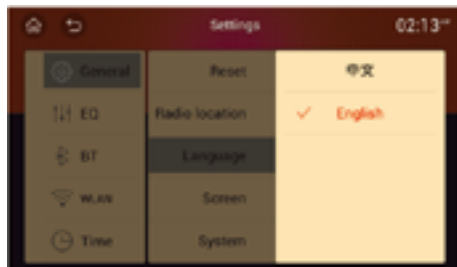 Settings
02:13
General
EQ
BT
WLAN
Time
Reset
Radio location
Language
Screen
System
中文
English